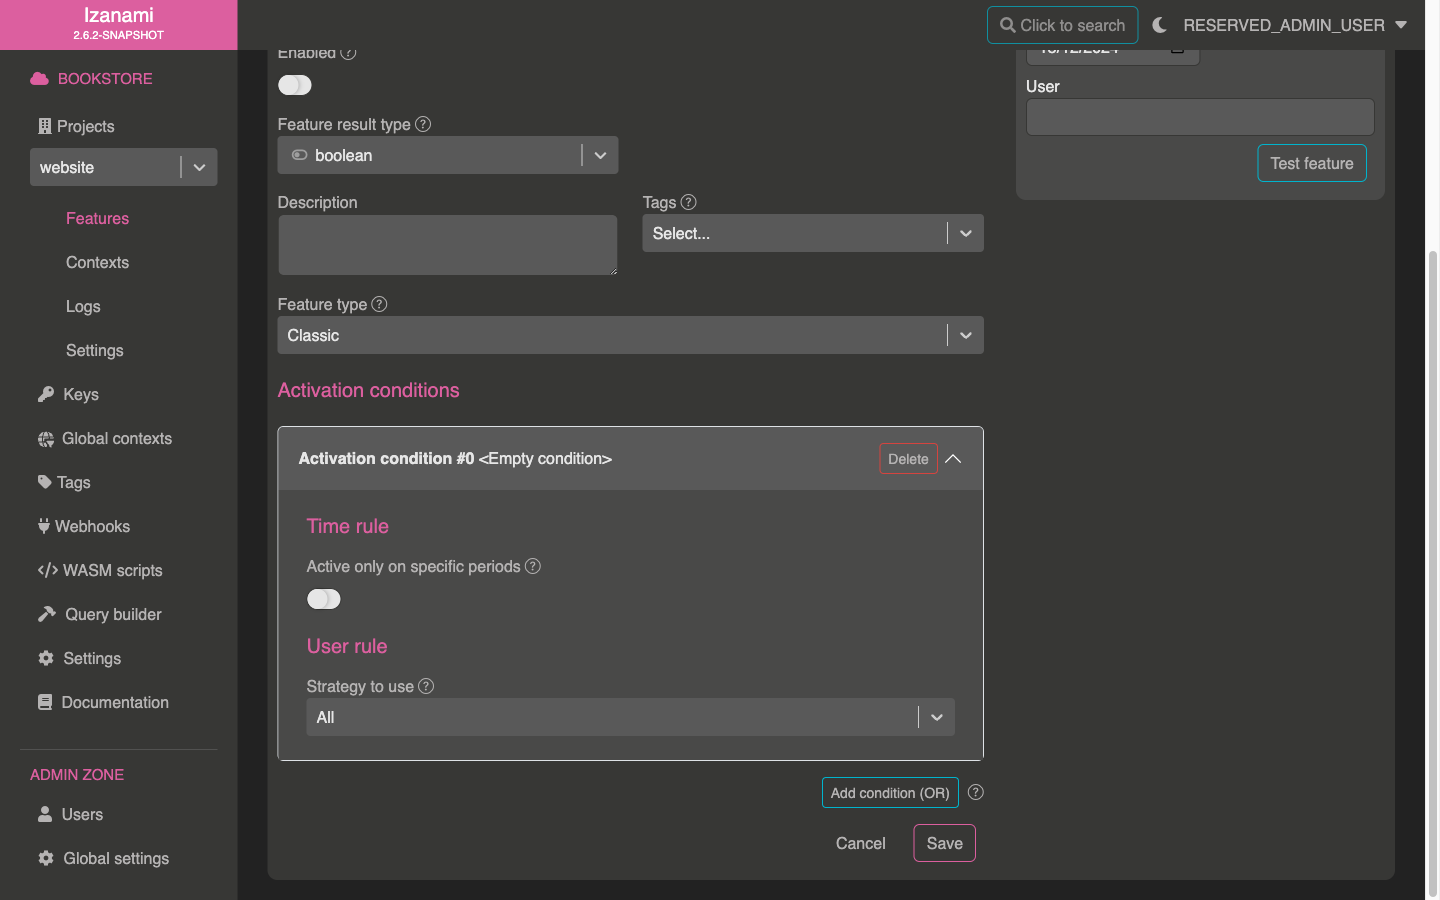 Izanami
2.6.2-SNAPSHOT
Click to search
RESERVED_ADMIN_USER
BOOKSTORE
Projects
website
Features
Contexts
Logs
Settings
Keys
Global contexts
Tags
Webhooks
WASM scripts
Query builder
Settings
Documentation
ADMIN ZONE
Users
Global settings
Enabled
Feature result type
boolean
Description
Tags
Select...
Feature type
Classic
Activation conditions
Activation condition #0 <Empty condition>
Delete
Time rule
Active only on specific periods
User rule
Strategy to use
All
Add condition (OR)
Cancel
Save
User
Test feature